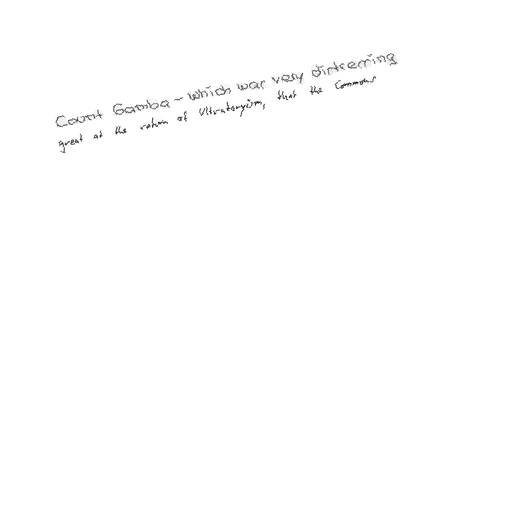 Count Gamba - which was very distressing
great at the return of Ultratoryism, that the Commons